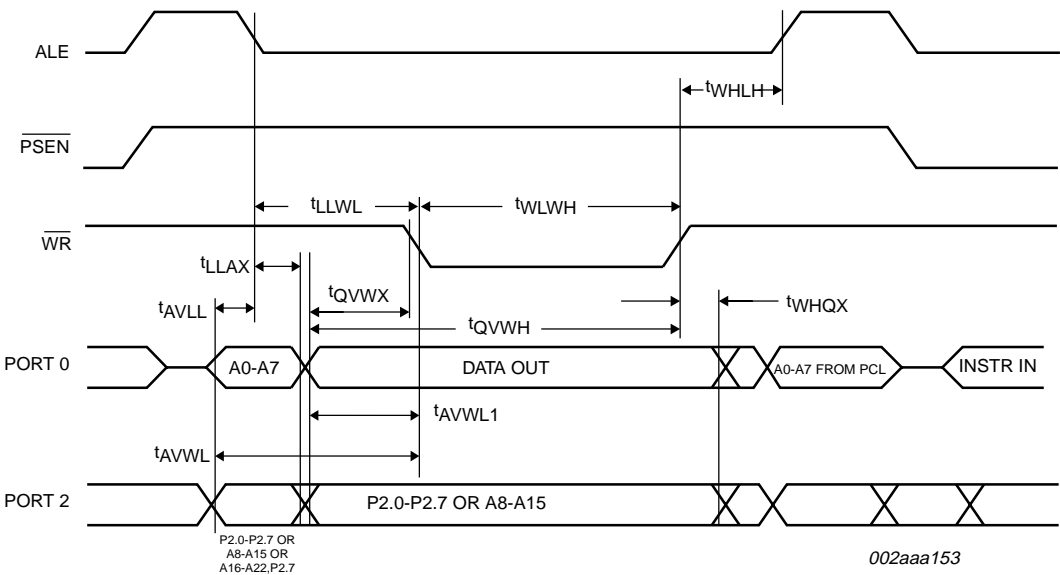 ALE
tWHLH
PSEN
tLLWL
tWLWH
WR
tLLAX
tQVWX
tWHQX
tAVLL
tQVWH
PORT 0
A0-A7
DATA OUT
A0-A7 FROM PCL
INSTR IN
tAVWL1
tAVWL
PORT 2
P2.0-P2.7 OR A8-A15
P2.0-P2.7 OR
A8-A15 OR
A16-A22,P2.7
002aaa153